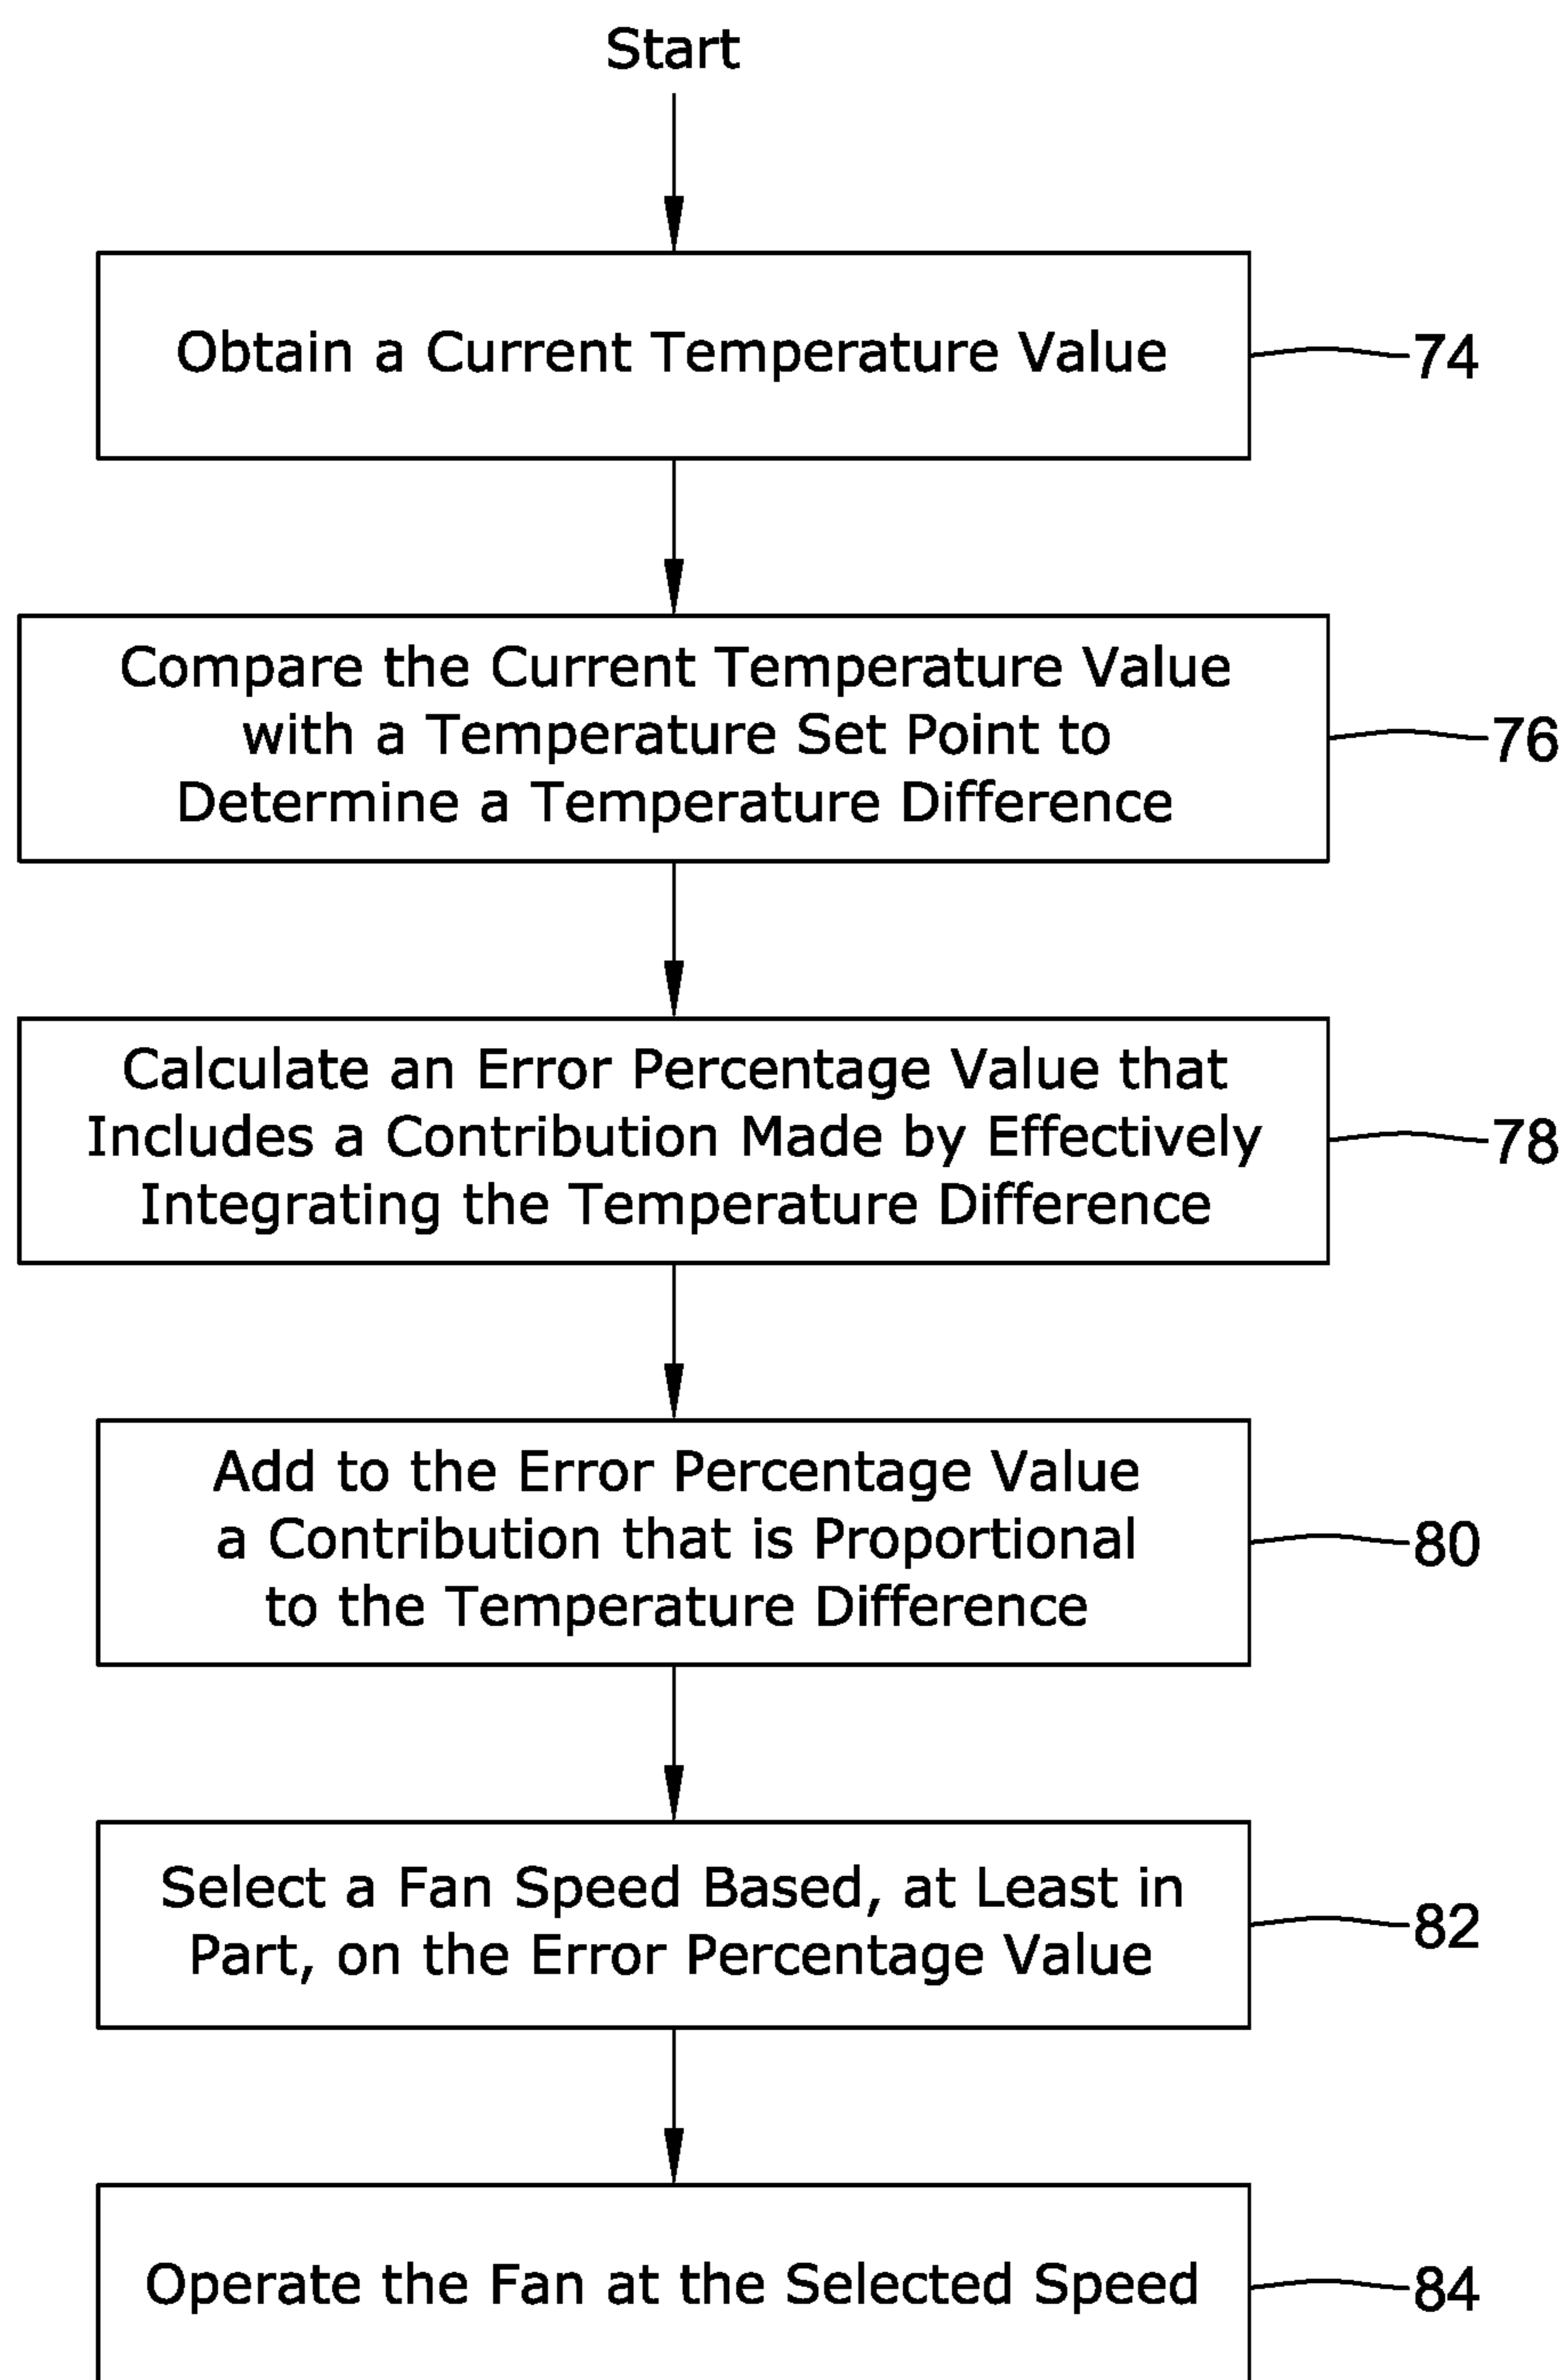 Start
Obtain a Current Temperature Value
74
Compare the Current Temperature Value
with a Temperature Set Point to
Determine a Temperature Difference
76
Calculate an Error Percentage Value that
Includes a Contribution Made by Effectively
Integrating the Temperature Difference
78
Add to the Error Percentage Value
a Contribution that is Proportional
to the Temperature Difference
80
Select a Fan Speed Based, at Least in
Part, on the Error Percentage Value
82
Operate the Fan at the Selected Speed
84